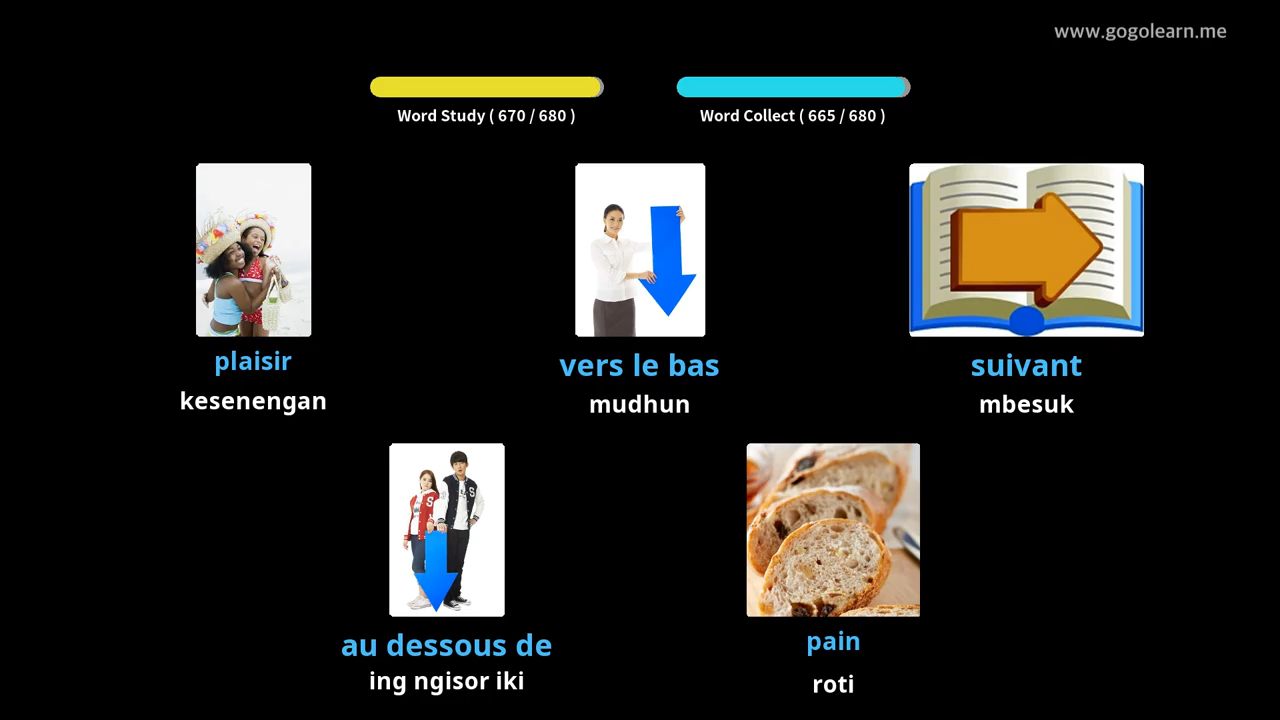 www.gogolearn.me
Word Study ( 670 / 680 )
Word Collect ( 665 / 680 )
plaisir
kesenengan
vers le bas
mudhun
suivant
mbesuk
au dessous de
ing ngisor iki
pain
roti